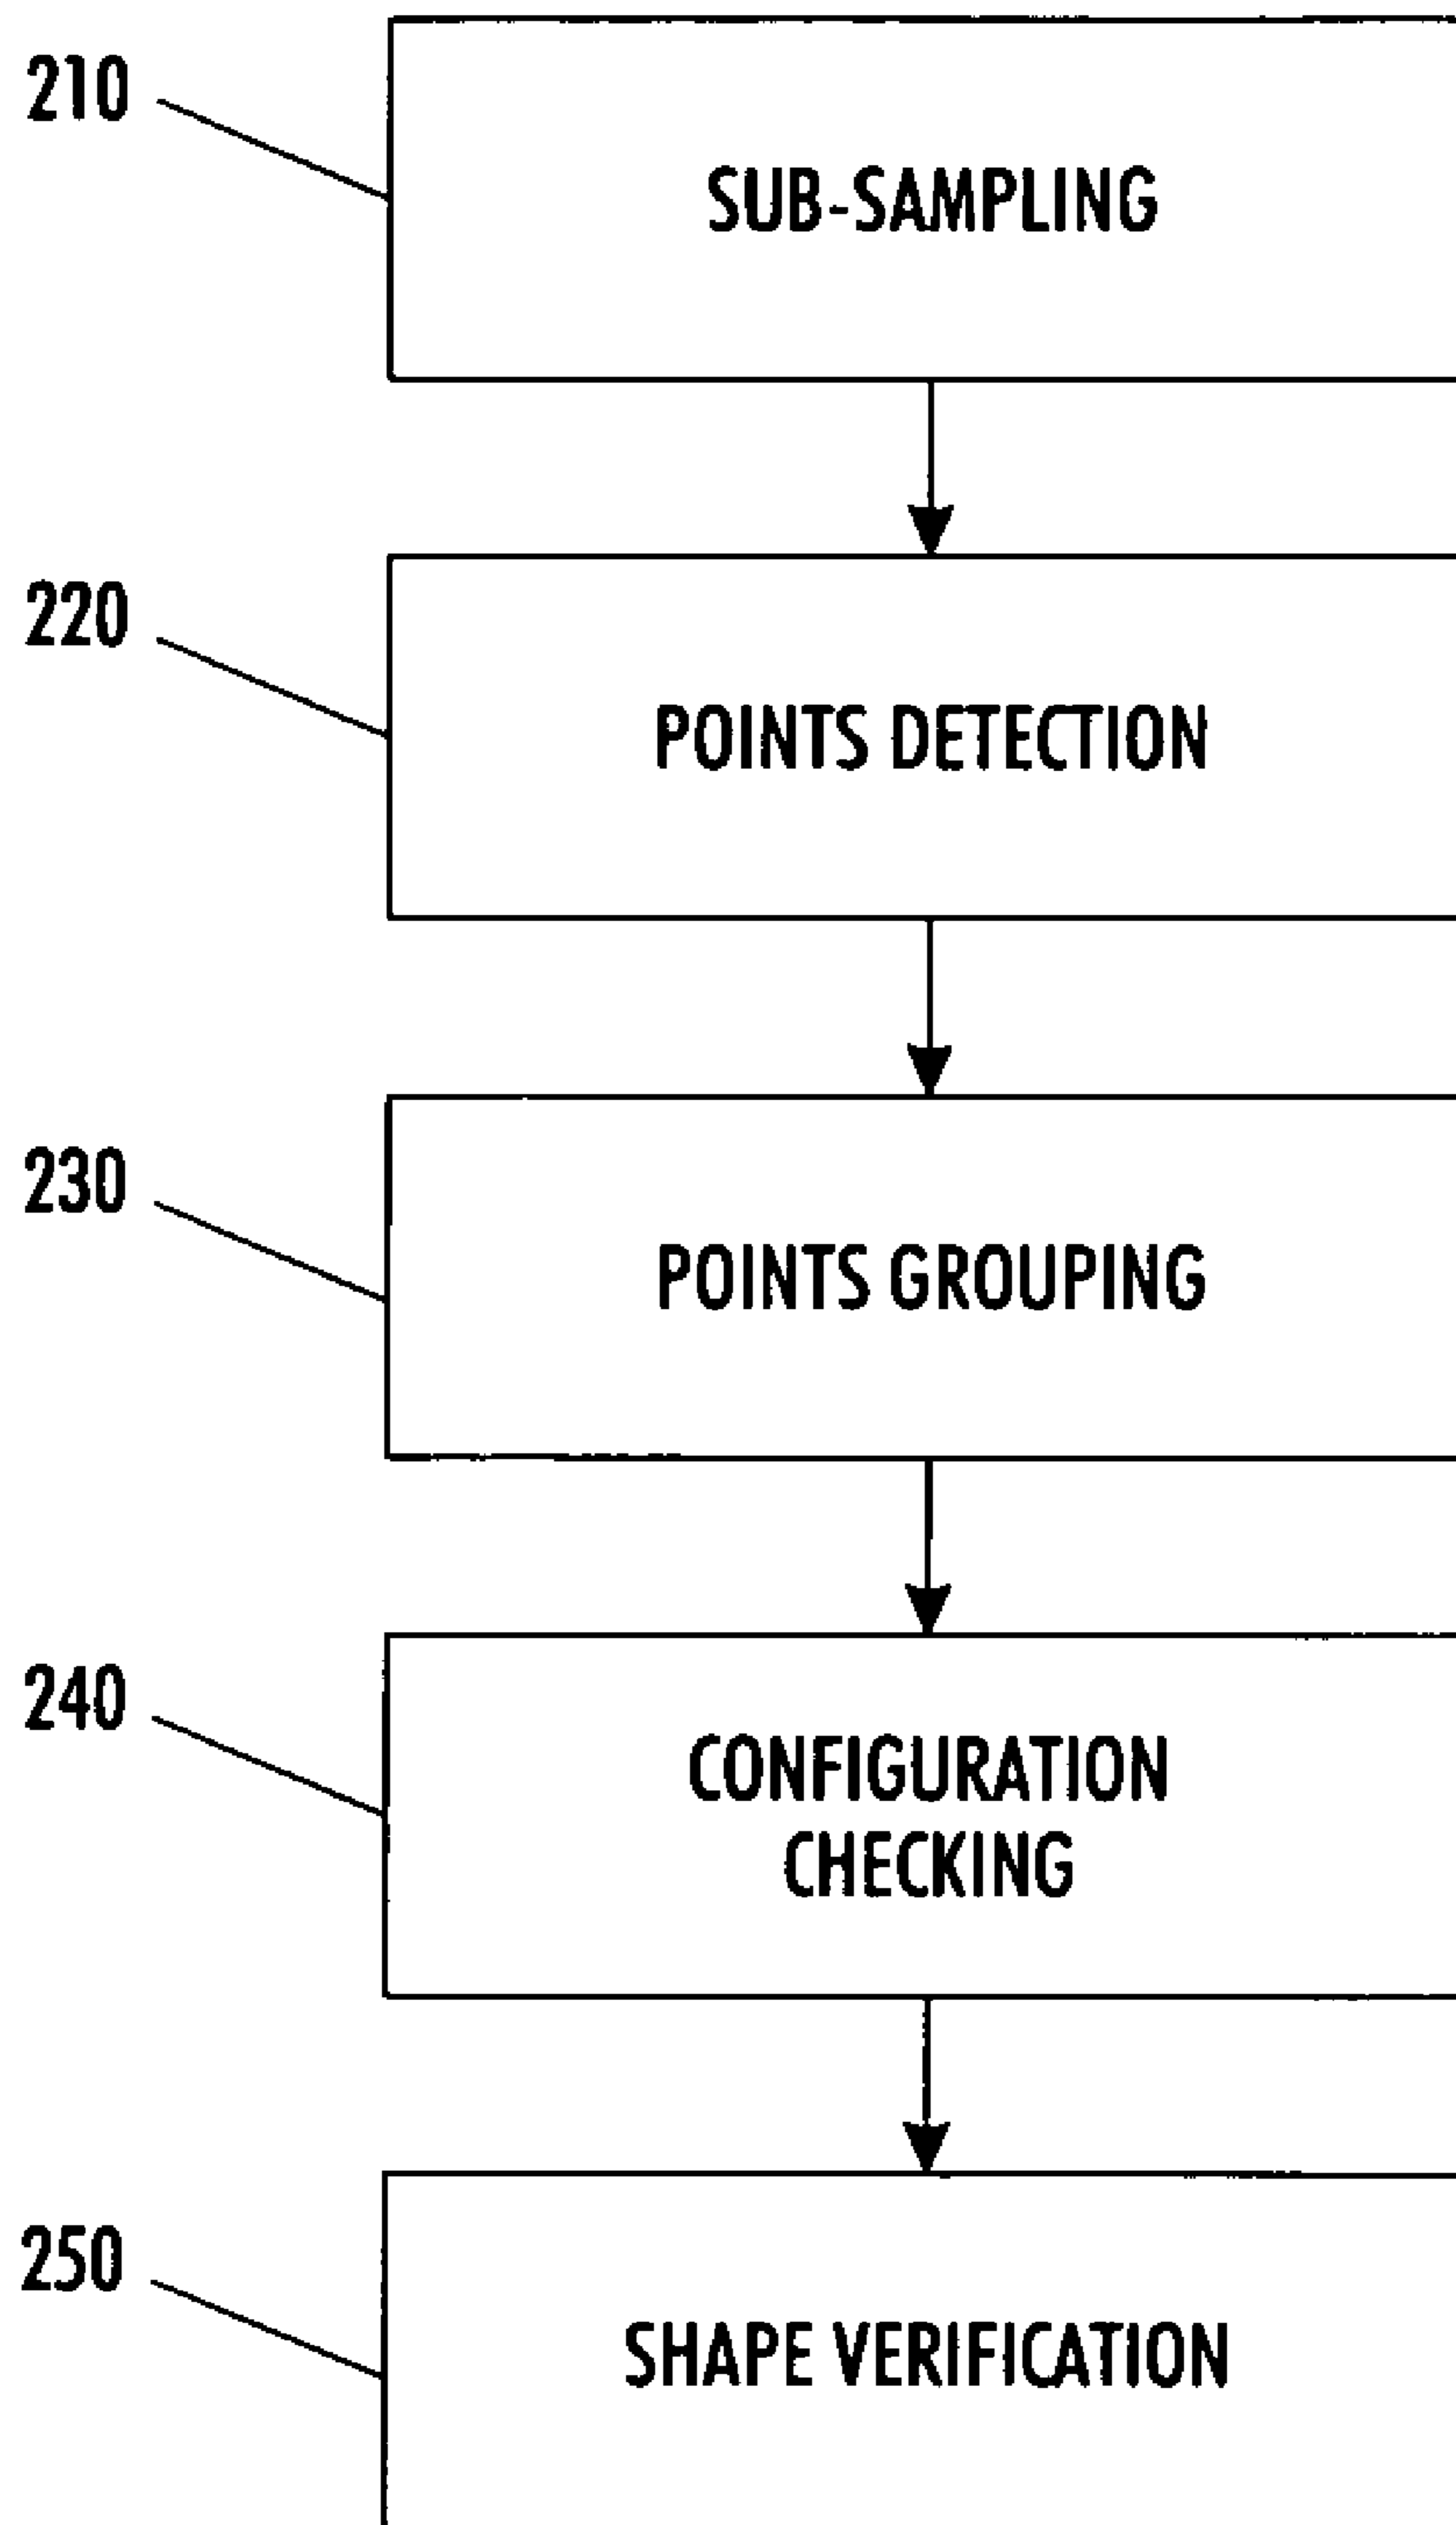 210
SUB-SAMPLING
220
POINTS DETECTION
230
POINTS GROUPING
240
CONFIGURATION
CHECKING
250
SHAPE VERIFICATION